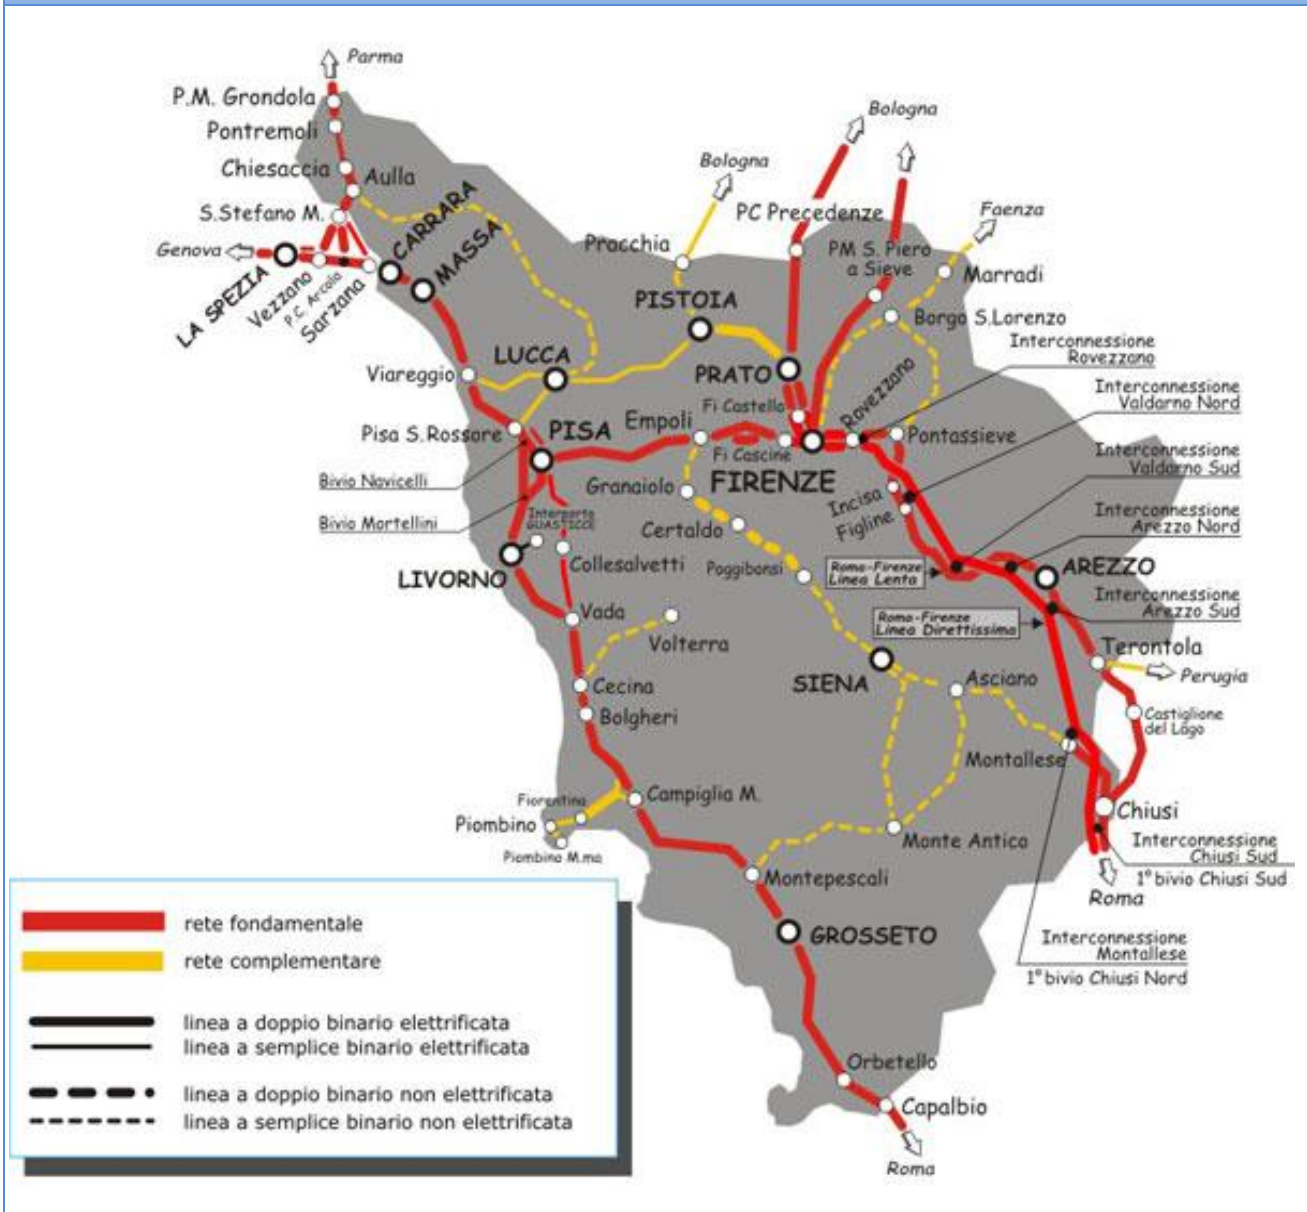 Parma
P.M. Grondola
Pontremoli
Chiesaccia
Aulla
S.Stefano M.
Genova
LA SPEZIA
Vezzano
P.C. Arcola
Sarzana
CARRARA
MASSA
Bologna
Bologna
PC Precedenze
Faenza
Pracchia
PM S. Piero
a Sieve
Marradi
PISTOIA
Borgo S.Lorenzo
Interconnessione
Rovezzano
LUCCA
Viareggio
PRATO
Interconnessione
Valdarno Nord
Fi Castello
Rovezzano
Empoli
Pisa S.Rossore
PISA
Pontassieve
Fi Cascine
FIRENZE
Interconnessione
Valdarno Sud
Bivio Navicelli
Granaiolo
Incisa
Figline
Bivio Mortellini
Interporto
GUASTICCE
Certaldo
Interconnessione
Arezzo Nord
LIVORNO
Collesalvetti
Poggibonsi
Roma-Firenze
Linea Lenta
AREZZO
Vada
Interconnessione
Arezzo Sud
Roma-Firenze
Linea Direttissima
Volterra
Terontola
Perugia
SIENA
Asciano
Cecina
Bolgheri
Castiglione
del Lago
Montallese
Campiglia M.
Fiorentina
Piombino
Piombino M.ma
Chiusi
Monte Antico
Interconnessione
Chiusi Sud
1° bivio Chiusi Sud
Montepescali
Roma
GROSSETO
Interconnessione
Montallese
1° bivio Chiusi Nord
Orbetello
Capalbio
Roma
rete fondamentale
rete complementare
linea a doppio binario elettrificata
linea a semplice binario elettrificata
linea a doppio binario non elettrificata
linea a semplice binario non elettrificata